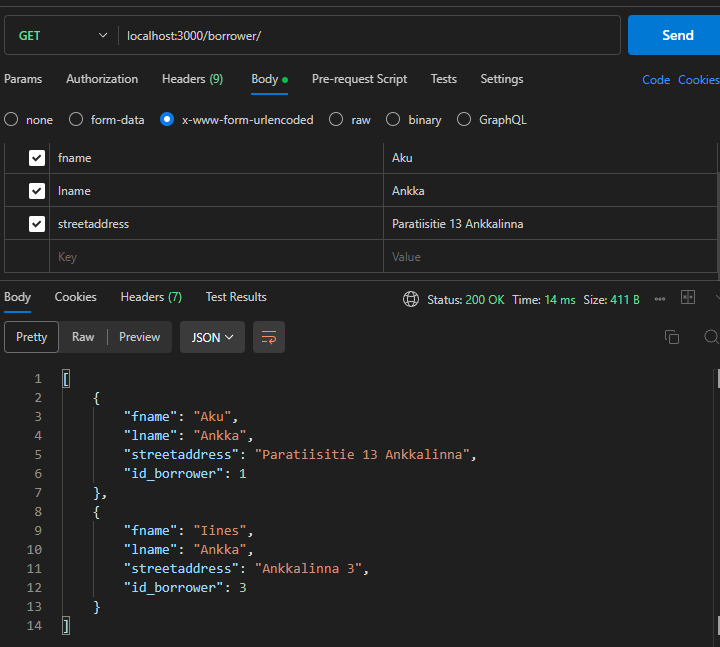 GET localhost:3000/borrower/ Send
Params Authorization Headers (9) Body Pre-request Script Tests Settings Code Cookies
none form-data x-www-form-urlencoded raw binary GraphQL
fname Aku
lname Ankka
streetaddress Paratiisitie 13 Ankkalinna
Key Value
Body Cookies Headers (7) Test Results Status: 200 OK Time: 14 ms Size: 411 B
Pretty Raw Preview JSON
1 [
2 {
3 "fname": "Aku",
4 "lname": "Ankka",
5 "streetaddress": "Paratiisitie 13 Ankkalinna",
6 "id_borrower": 1
7 },
8 {
9 "fname": "Iines",
10 "lname": "Ankka",
11 "streetaddress": "Ankkalinna 3",
12 "id_borrower": 3
13 }
14 ]